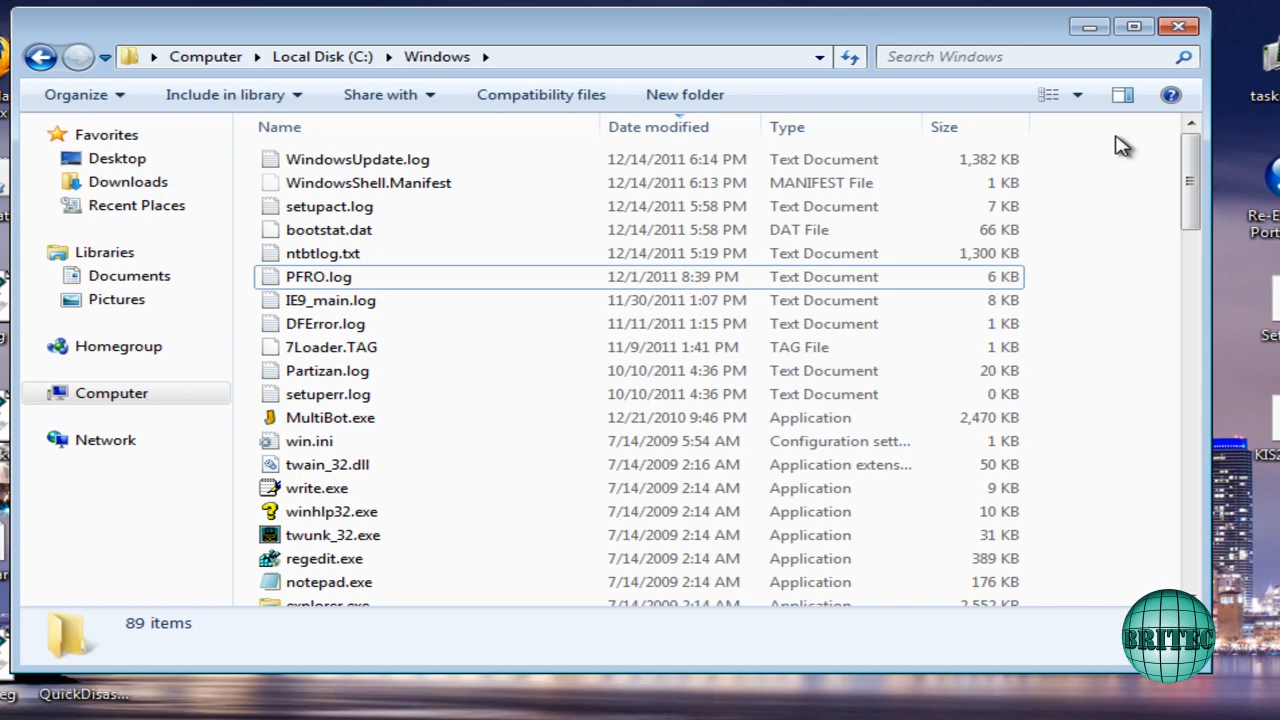 Computer Local Disk (C:) Windows Search Windows
Organize Include in library Share with Compatibility files New folder
Name Date modified Type Size
Favorites
Desktop
Downloads
Recent Places
Libraries
Documents
Pictures
Homegroup
Computer
Network
WindowsUpdate.log 12/14/2011 6:14 PM Text Document 1,382 KB
WindowsShell.Manifest 12/14/2011 6:13 PM MANIFEST File 1 KB
setupact.log 12/14/2011 5:58 PM Text Document 7 KB
bootstat.dat 12/14/2011 5:58 PM DAT File 66 KB
ntbtlog.txt 12/14/2011 5:19 PM Text Document 1,300 KB
PFRO.log 12/1/2011 8:39 PM Text Document 6 KB
IE9_main.log 11/30/2011 1:07 PM Text Document 8 KB
DFError.log 11/11/2011 1:15 PM Text Document 1 KB
7Loader.TAG 11/9/2011 1:41 PM TAG File 1 KB
Partizan.log 10/10/2011 4:36 PM Text Document 20 KB
setuperr.log 10/10/2011 4:36 PM Text Document 0 KB
MultiBot.exe 12/21/2010 9:46 PM Application 2,470 KB
win.ini 7/14/2009 5:54 AM Configuration sett... 1 KB
twain_32.dll 7/14/2009 2:16 AM Application extens... 50 KB
write.exe 7/14/2009 2:14 AM Application 9 KB
winhlp32.exe 7/14/2009 2:14 AM Application 10 KB
twunk_32.exe 7/14/2009 2:14 AM Application 31 KB
regedit.exe 7/14/2009 2:14 AM Application 389 KB
notepad.exe 7/14/2009 2:14 AM Application 176 KB
explorer.exe 7/14/2009 2:14 AM Application 2,552 KB
89 items
BRITEC
QuickDisas...
task
Re-E
Port
Se
KIS